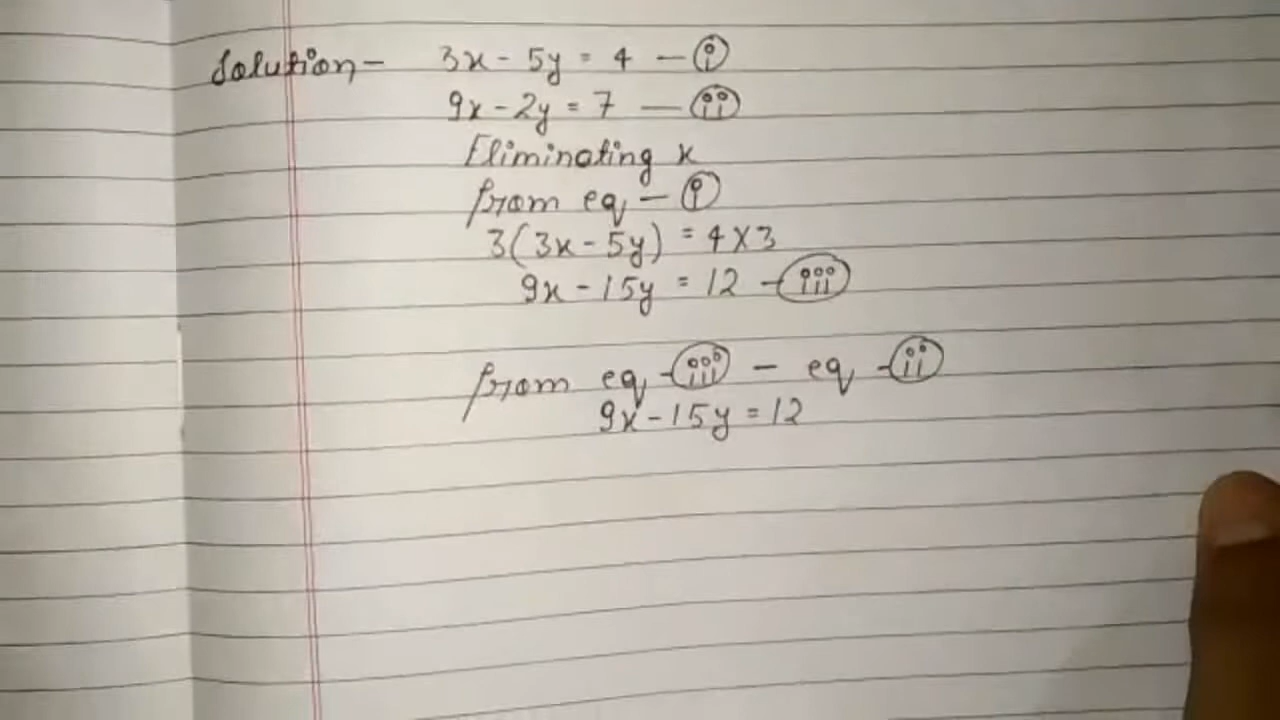 Solution- 3x - 5y = 4 — (i)
9x - 2y = 7 — (ii)
Eliminating x
from eq - (i)
3(3x - 5y) = 4 x 3
9x - 15y = 12 - (iii)
from eq - (iii) - eq - (ii)
9x - 15y = 12